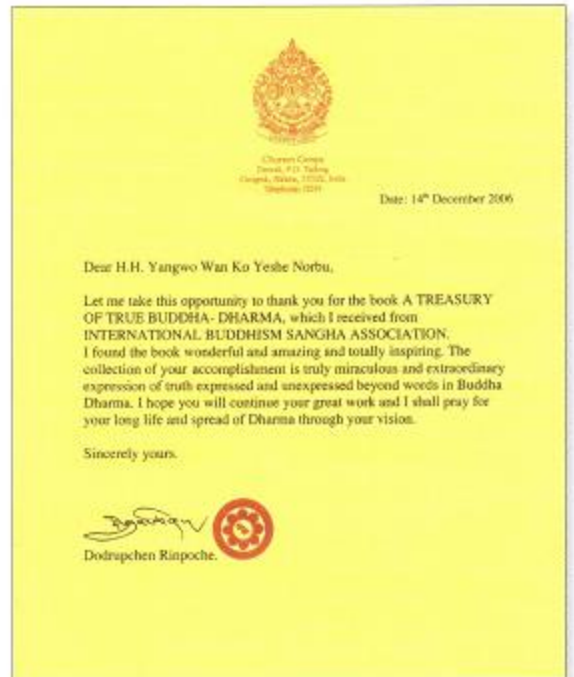 Date: 14th December 2006
Dear H.H. Yangwo Wan Ko Yeshe Norbu,
Let me take this opportunity to thank you for the book A TREASURY
OF TRUE BUDDHA- DHARMA, which I received from
INTERNATIONAL BUDDHISM SANGHA ASSOCIATION.
I found the book wonderful and amazing and totally inspiring. The
collection of your accomplishment is truly miraculous and extraordinary
expression of truth expressed and unexpressed beyond words in Buddha
Dharma. I hope you will continue your great work and I shall pray for
your long life and spread of Dharma through your vision.
Sincerely yours.
Dodrupchen Rinpoche.